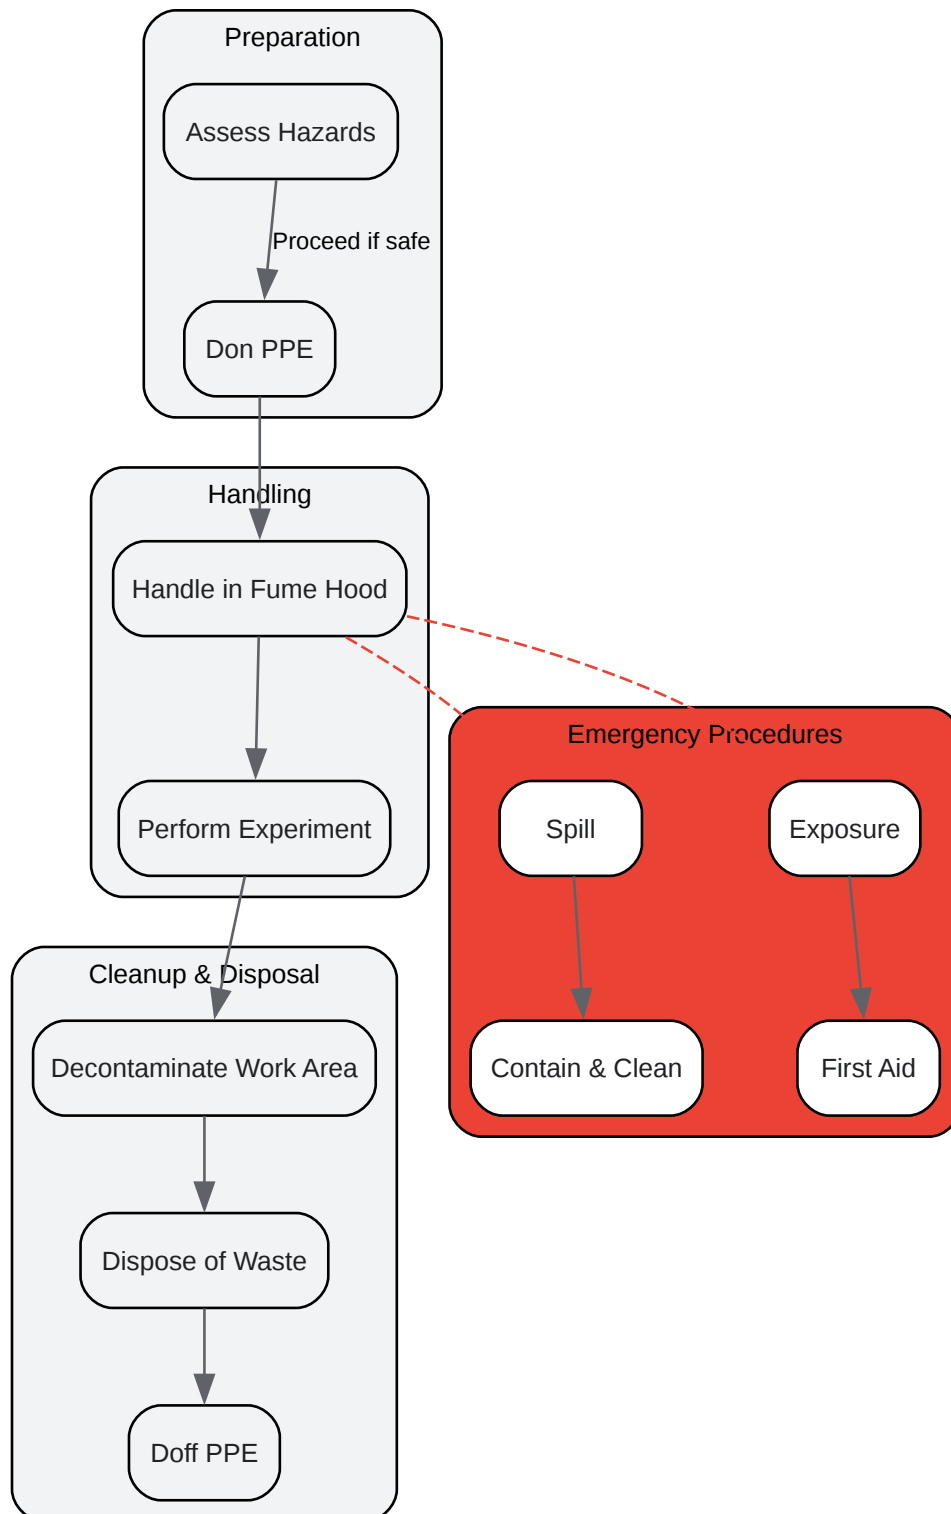 Preparation
Assess Hazards
Proceed if safe
Don PPE
Handling
Handle in Fume Hood
Perform Experiment
Emergency Procedures
Spill
Exposure
Contain & Clean
First Aid
Cleanup & Disposal
Decontaminate Work Area
Dispose of Waste
Doff PPE